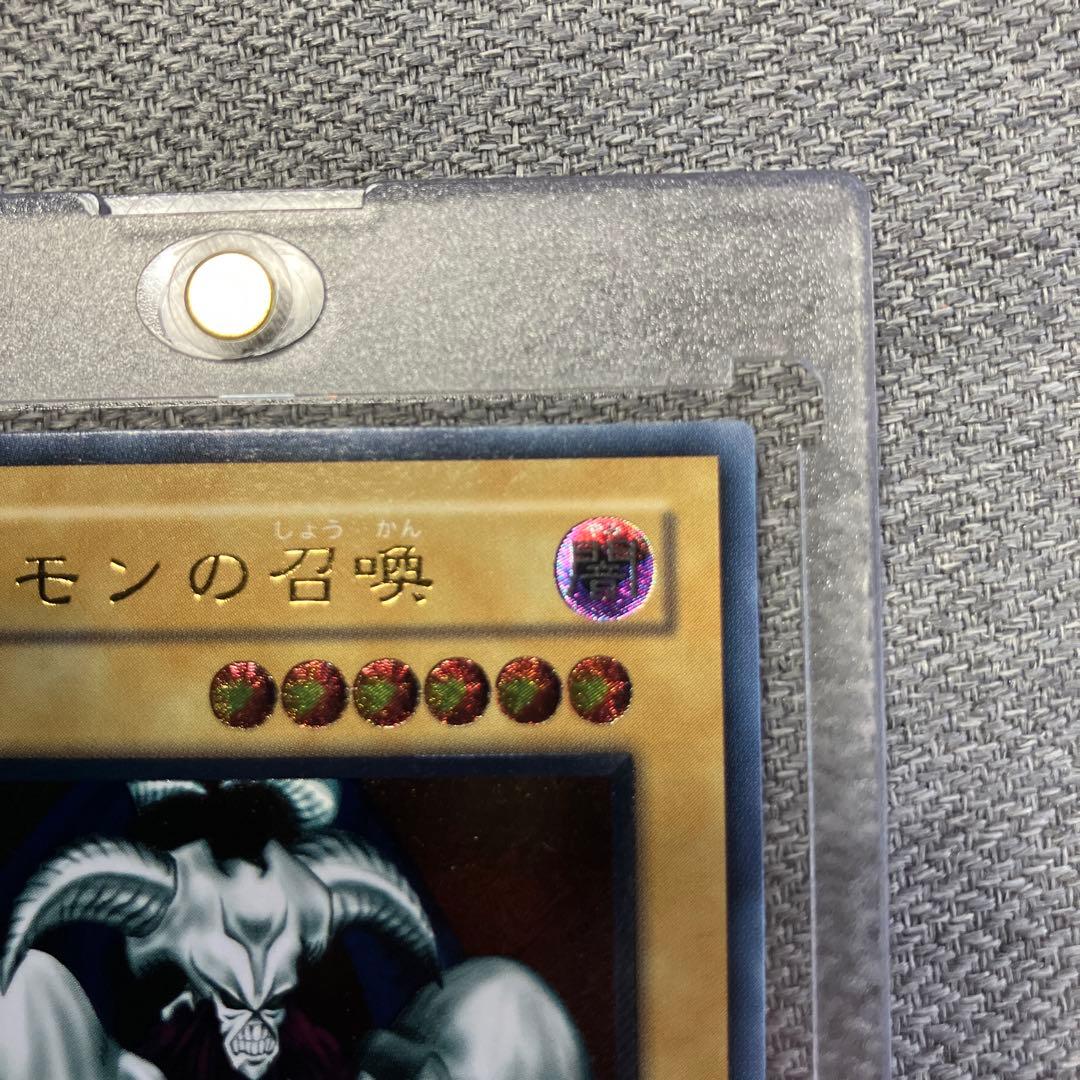 しょう かん
モンの召喚
闇